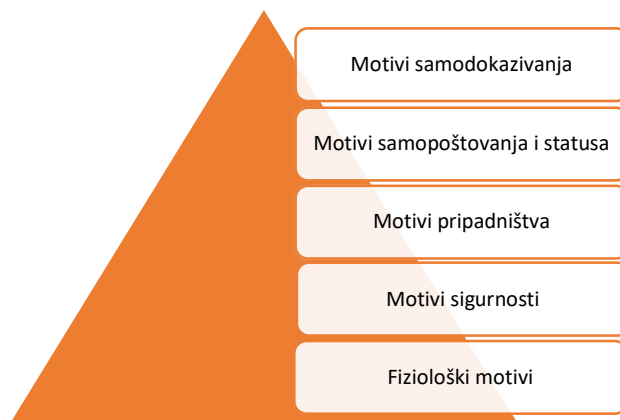 Motivi samodokazivanja
Motivi samopoštovanja i statusa
Motivi pripadništva
Motivi sigurnosti
Fiziološki motivi